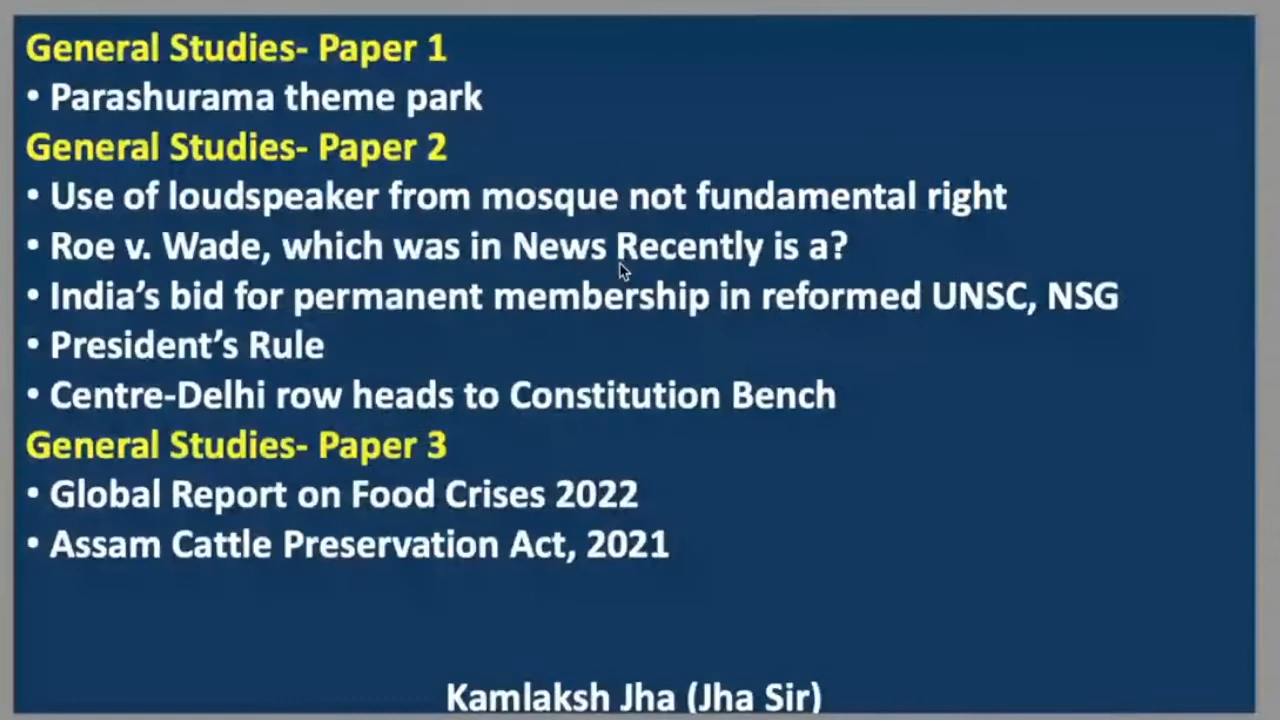 General Studies- Paper 1
• Parashurama theme park
General Studies- Paper 2
• Use of loudspeaker from mosque not fundamental right
• Roe v. Wade, which was in News Recently is a?
• India’s bid for permanent membership in reformed UNSC, NSG
• President’s Rule
• Centre-Delhi row heads to Constitution Bench
General Studies- Paper 3
• Global Report on Food Crises 2022
• Assam Cattle Preservation Act, 2021
Kamlaksh Jha (Jha Sir)